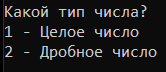 Какой тип числа?
1 - Целое число
2 - Дробное число